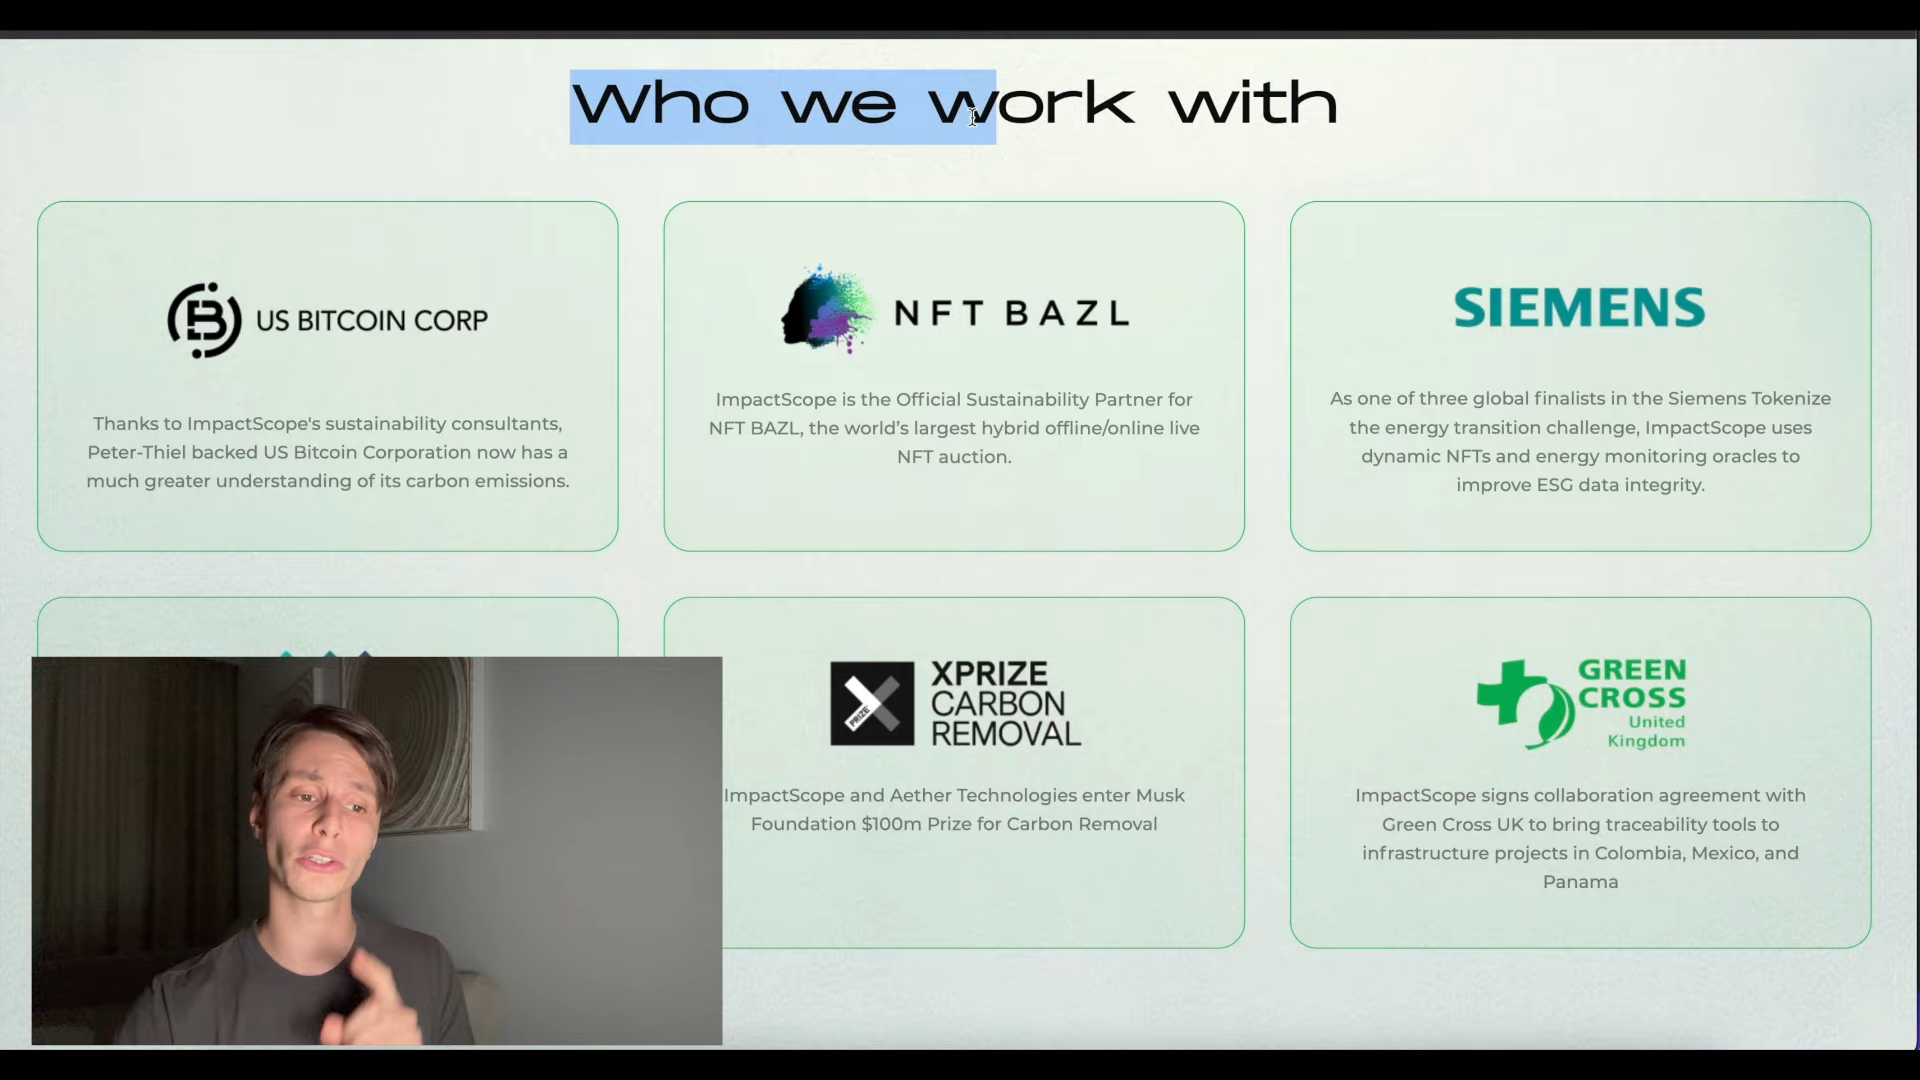 Who we work with
US BITCOIN CORP
Thanks to ImpactScope's sustainability consultants,
Peter-Thiel backed US Bitcoin Corporation now has a
much greater understanding of its carbon emissions.
NFT BAZL
ImpactScope is the Official Sustainability Partner for
NFT BAZL, the world's largest hybrid offline/online live
NFT auction.
SIEMENS
As one of three global finalists in the Siemens Tokenize
the energy transition challenge, ImpactScope uses
dynamic NFTs and energy monitoring oracles to
improve ESG data integrity.
PRIZE
XPRIZE
CARBON
REMOVAL
ImpactScope and Aether Technologies enter Musk
Foundation $100m Prize for Carbon Removal
GREEN
CROSS
United
Kingdom
ImpactScope signs collaboration agreement with
Green Cross UK to bring traceability tools to
infrastructure projects in Colombia, Mexico, and
Panama